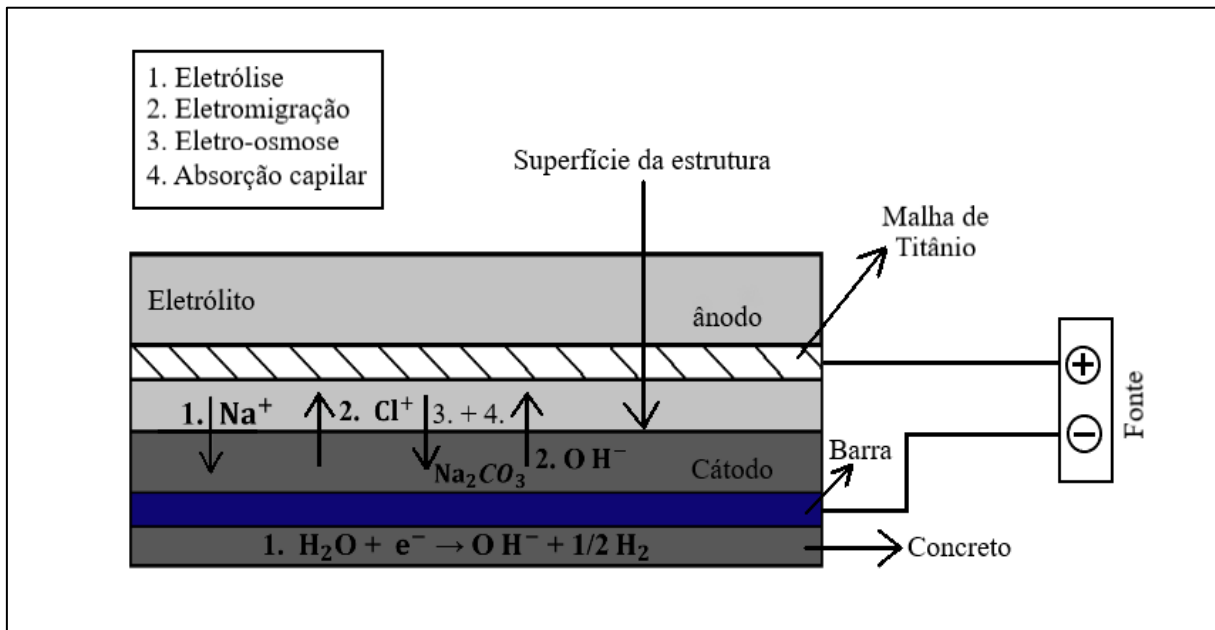 1. Eletrólise
2. Eletromigração
3. Eletro-osmose
4. Absorção capilar
Superfície da estrutura
Malha de
Titânio
Eletrólito
ânodo
1. Na⁺
2. Cl⁺
3. + 4.
Na₂CO₃
2. O H⁻
Cátodo
Barra
1. H₂O + e⁻ → O H⁻ + 1/2 H₂
Concreto
+
−
Fonte